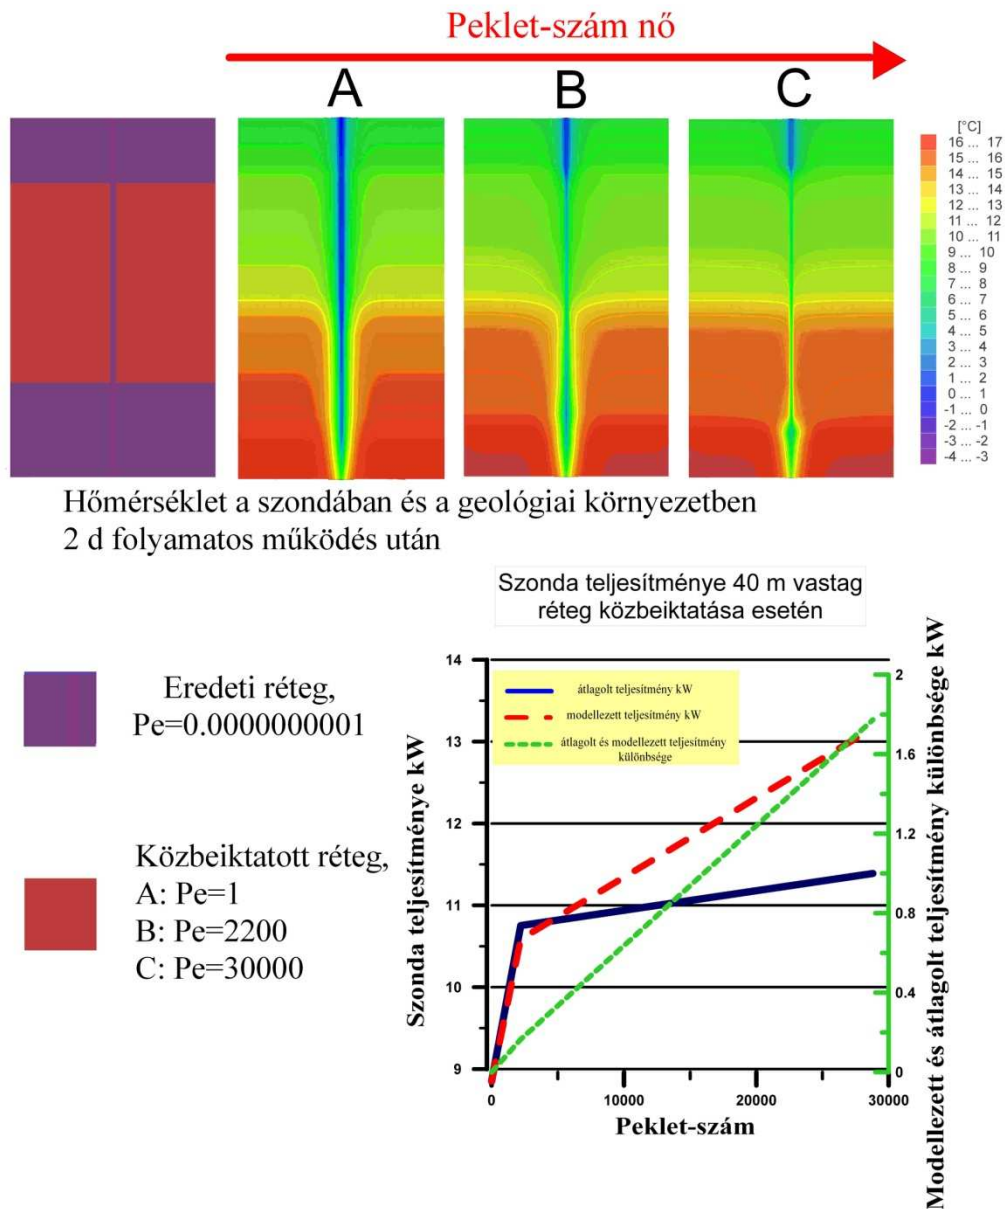 Peklet-szám nő
A
B
C
[°C]
16 ... 17
15 ... 16
14 ... 15
13 ... 14
12 ... 13
11 ... 12
10 ... 11
9 ... 10
8 ... 9
7 ... 8
6 ... 7
5 ... 6
4 ... 5
3 ... 4
2 ... 3
1 ... 2
0 ... 1
-1 ... 0
-2 ... -1
-3 ... -2
-4 ... -3
Hőmérséklet a szondában és a geológiai környezetben
2 d folyamatos működés után
Szonda teljesítménye 40 m vastag
réteg közbeiktatása esetén
Eredeti réteg,
Pe=0.0000000001
Közbeiktatott réteg,
A: Pe=1
B: Pe=2200
C: Pe=30000
átlagolt teljesítmény kW
modellezett teljesítmény kW
átlagolt és modellezett teljesítmény
különbsége
Szonda teljesítménye kW
14
13
12
11
10
9
0
10000
20000
30000
Peklet-szám
2
1.6
1.2
0.8
0.4
0
Modellezett és átlagolt teljesítmény különbsége kW